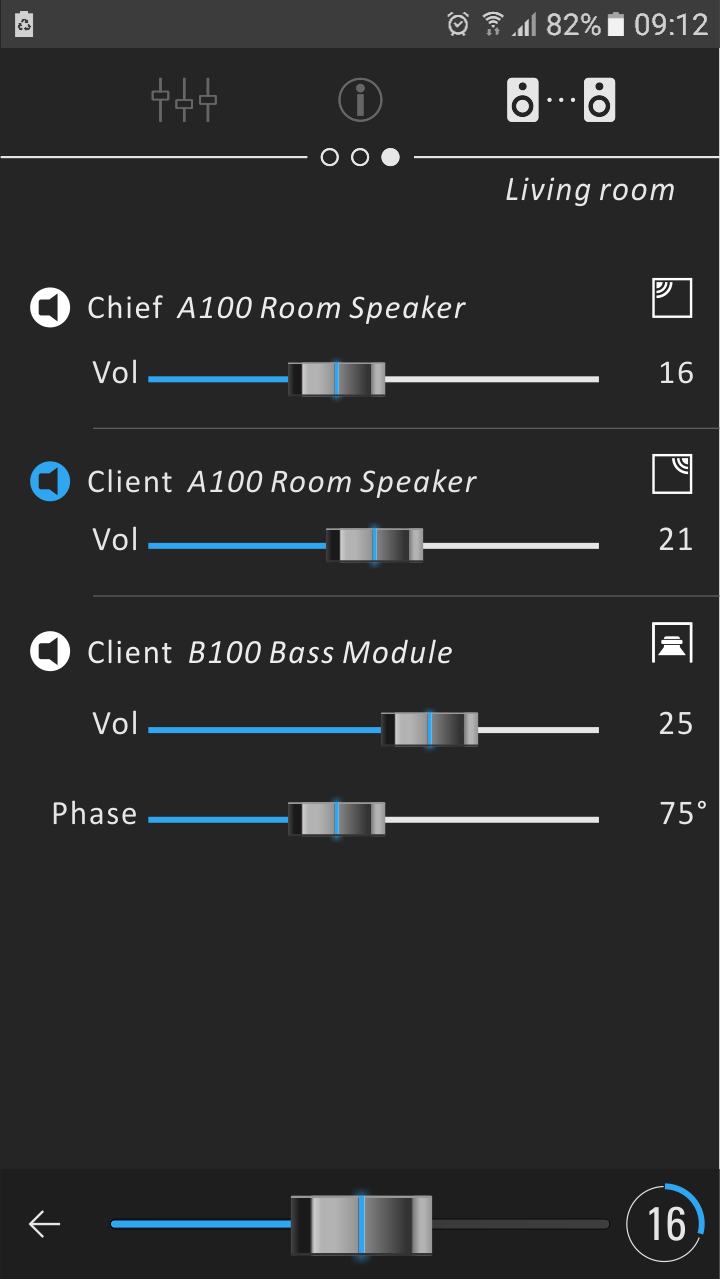 82% 09:12
Living room
Chief A100 Room Speaker
Vol 16
Client A100 Room Speaker
Vol 21
Client B100 Bass Module
Vol 25
Phase 75°
16